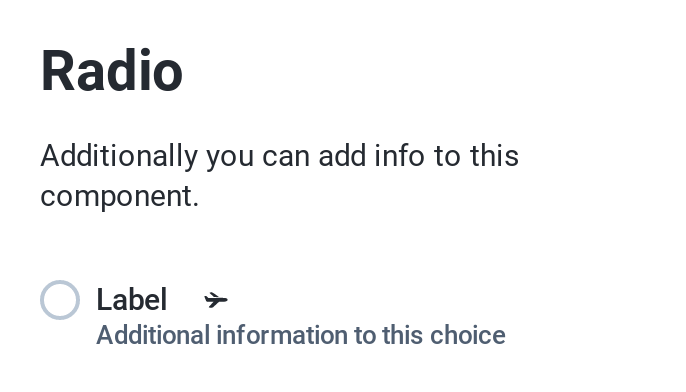 Radio
Additionally you can add info to this
component.
Label
Additional information to this choice